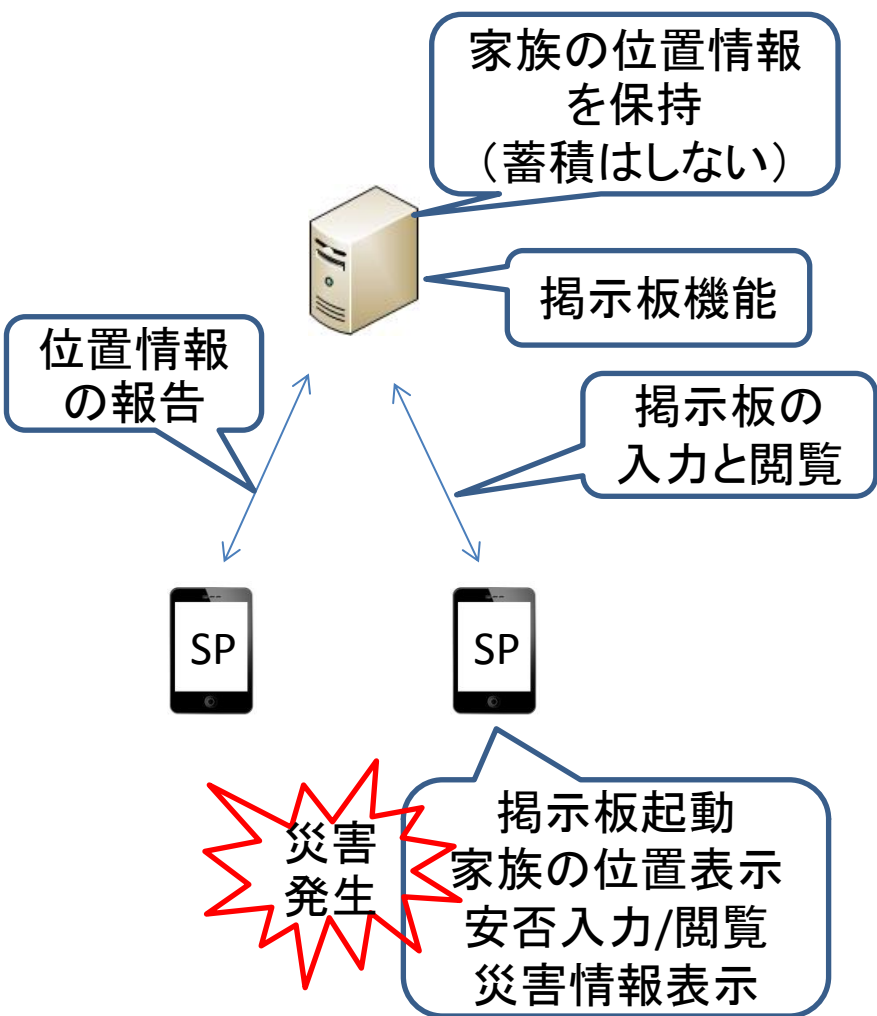 家族の位置情報
を保持
（蓄積はしない）
掲示板機能
位置情報
の報告
掲示板の
入力と閲覧
SP
SP
災害
発生
掲示板起動
家族の位置表示
安否入力/閲覧
災害情報表示